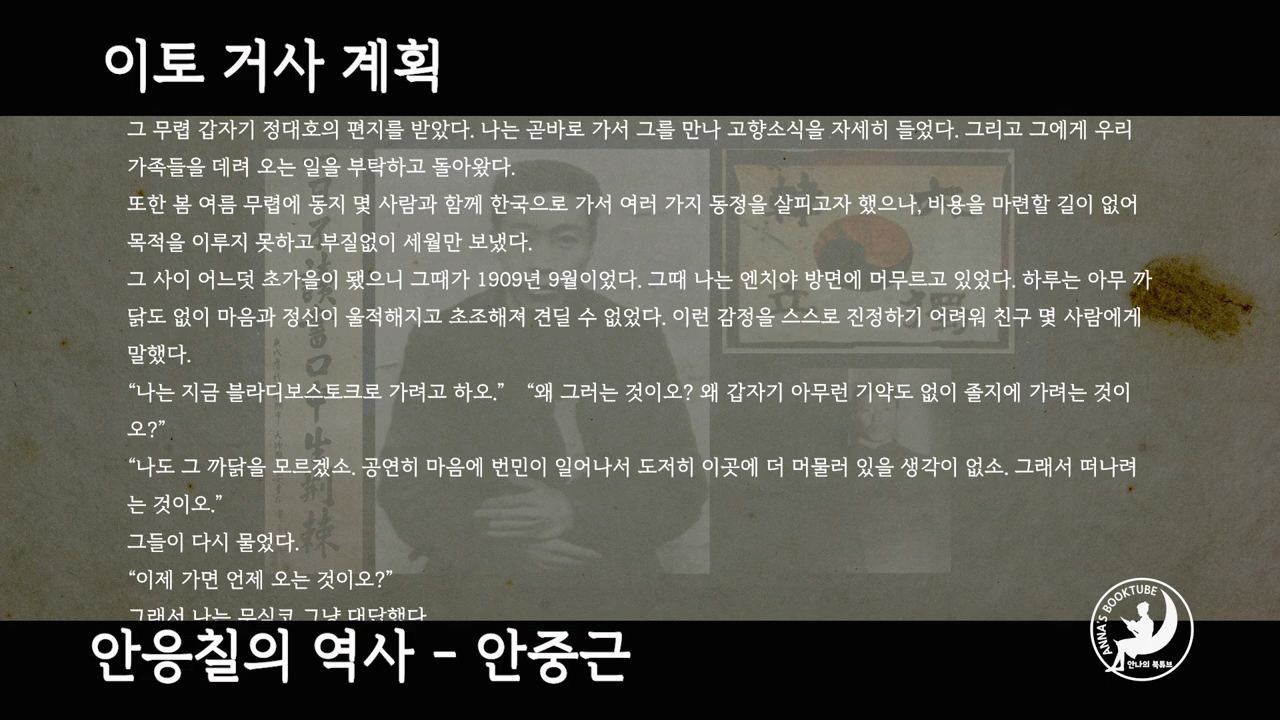 이토 거사 계획
그 무렵 갑자기 정대호의 편지를 받았다. 나는 곧바로 가서 그를 만나 고향소식을 자세히 들었다. 그리고 그에게 우리
가족들을 데려 오는 일을 부탁하고 돌아왔다.
또한 봄 여름 무렵에 동지 몇 사람과 함께 한국으로 가서 여러 가지 동정을 살피고자 했으나, 비용을 마련할 길이 없어
목적을 이루지 못하고 부질없이 세월만 보냈다.
그 사이 어느덧 초가을이 됐으니 그때가 1909년 9월이었다. 그때 나는 엔치야 방면에 머무르고 있었다. 하루는 아무 까
닭도 없이 마음과 정신이 울적해지고 초조해져 견딜 수 없었다. 이런 감정을 스스로 진정하기 어려워 친구 몇 사람에게
말했다.
“나는 지금 블라디보스토크로 가려고 하오.” “왜 그러는 것이오? 왜 갑자기 아무런 기약도 없이 졸지에 가려는 것이
오?”
“나도 그 까닭을 모르겠소. 공연히 마음에 번민이 일어나서 도저히 이곳에 더 머물러 있을 생각이 없소. 그래서 떠나려
는 것이오.”
그들이 다시 물었다.
“이제 가면 언제 오는 것이오?”
그래서 나는 무심코 그냥 대답했다
안응칠의 역사 - 안중근
ANNA'S BOOKTUBE
안나의 북튜브